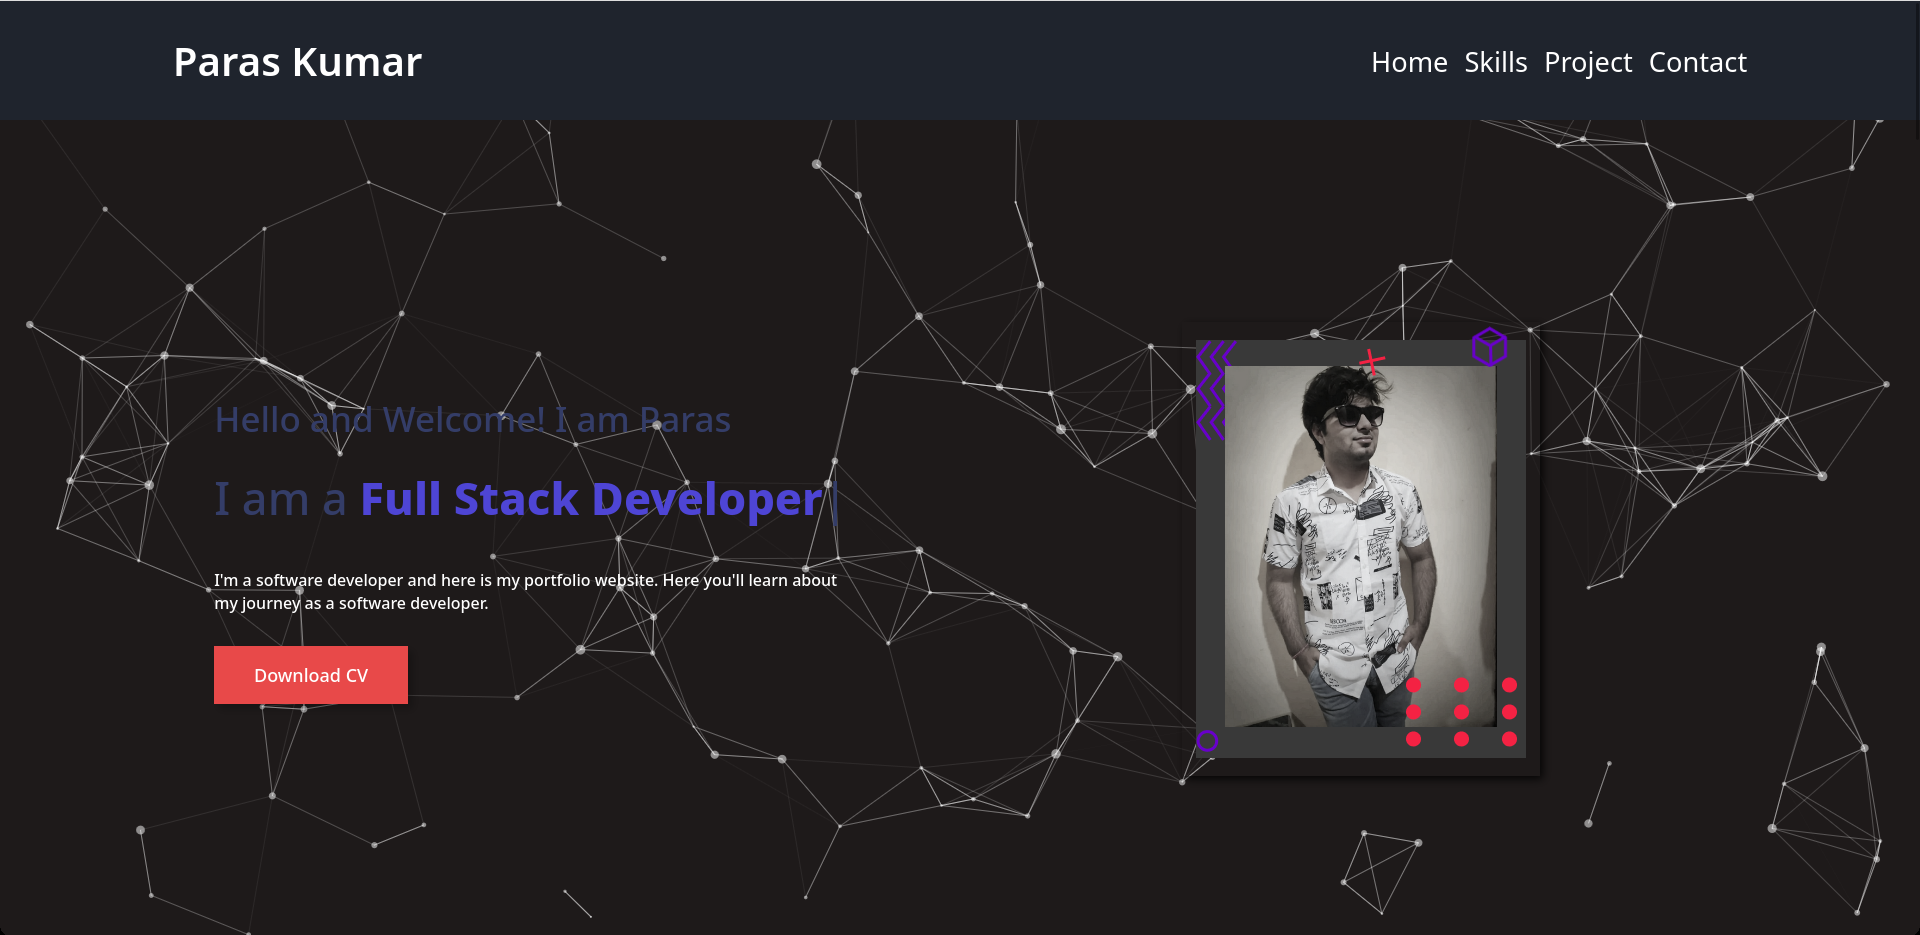 Paras Kumar
Home Skills Project Contact
Hello and Welcome! I am Paras
I am a Full Stack Developer
I'm a software developer and here is my portfolio website. Here you'll learn about
my journey as a software developer.
Download CV